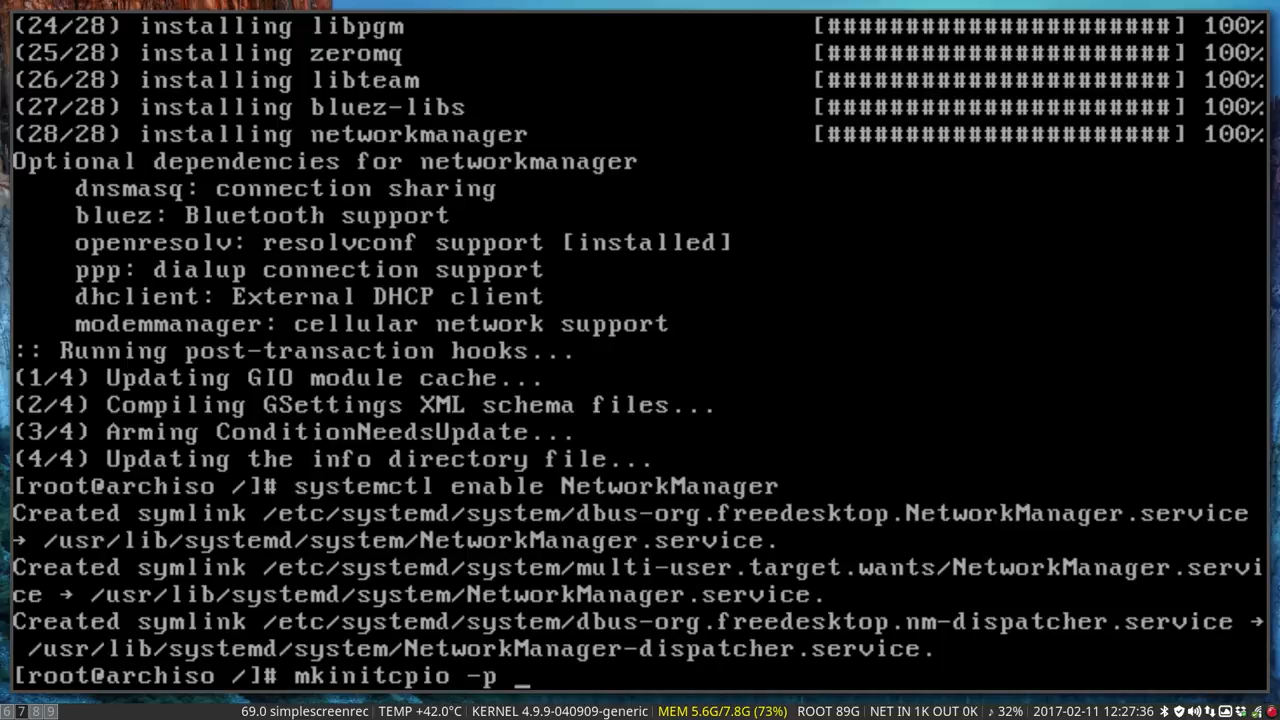 (24/28) installing libpgm [######################] 100%
(25/28) installing zeromq [######################] 100%
(26/28) installing libteam [######################] 100%
(27/28) installing bluez-libs [######################] 100%
(28/28) installing networkmanager [######################] 100%
Optional dependencies for networkmanager
dnsmasq: connection sharing
bluez: Bluetooth support
openresolv: resolvconf support [installed]
ppp: dialup connection support
dhclient: External DHCP client
modemmanager: cellular network support
:: Running post-transaction hooks...
(1/4) Updating GIO module cache...
(2/4) Compiling GSettings XML schema files...
(3/4) Arming ConditionNeedsUpdate...
(4/4) Updating the info directory file...
[root@archiso /]# systemctl enable NetworkManager
Created symlink /etc/systemd/system/dbus-org.freedesktop.NetworkManager.service
→ /usr/lib/systemd/system/NetworkManager.service.
Created symlink /etc/systemd/system/multi-user.target.wants/NetworkManager.servi
ce → /usr/lib/systemd/system/NetworkManager.service.
Created symlink /etc/systemd/system/dbus-org.freedesktop.nm-dispatcher.service →
/usr/lib/systemd/system/NetworkManager-dispatcher.service.
[root@archiso /]# mkinitcpio -p _
6 7 8 9 69.0 simplescreenrec TEMP +42.0°C KERNEL 4.9.9-040909-generic MEM 5.6G/7.8G (73%) ROOT 89G NET IN 1K OUT 0K ♪ 32% 2017-02-11 12:27:36